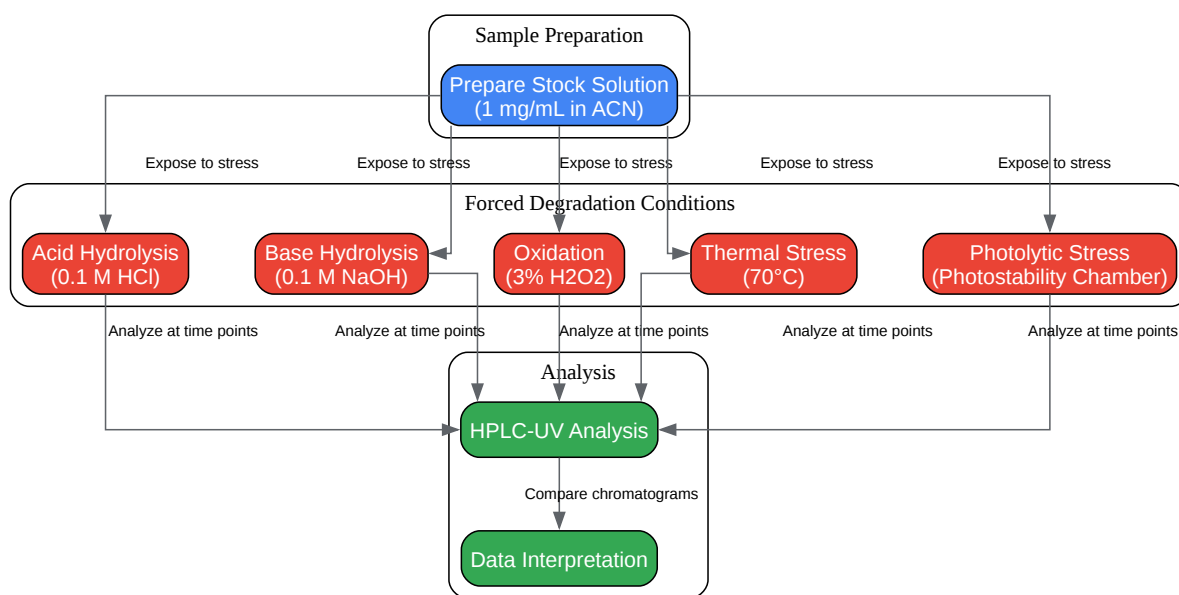 Sample Preparation
Prepare Stock Solution
(1 mg/mL in ACN)
Expose to stress
Expose to stress
Expose to stress
Expose to stress
Expose to stress
Forced Degradation Conditions
Acid Hydrolysis
(0.1 M HCl)
Base Hydrolysis
(0.1 M NaOH)
Oxidation
(3% H2O2)
Thermal Stress
(70°C)
Photolytic Stress
(Photostability Chamber)
Analyze at time points
Analyze at time points
Analyze at time points
Analyze at time points
Analyze at time points
Analysis
HPLC-UV Analysis
Compare chromatograms
Data Interpretation